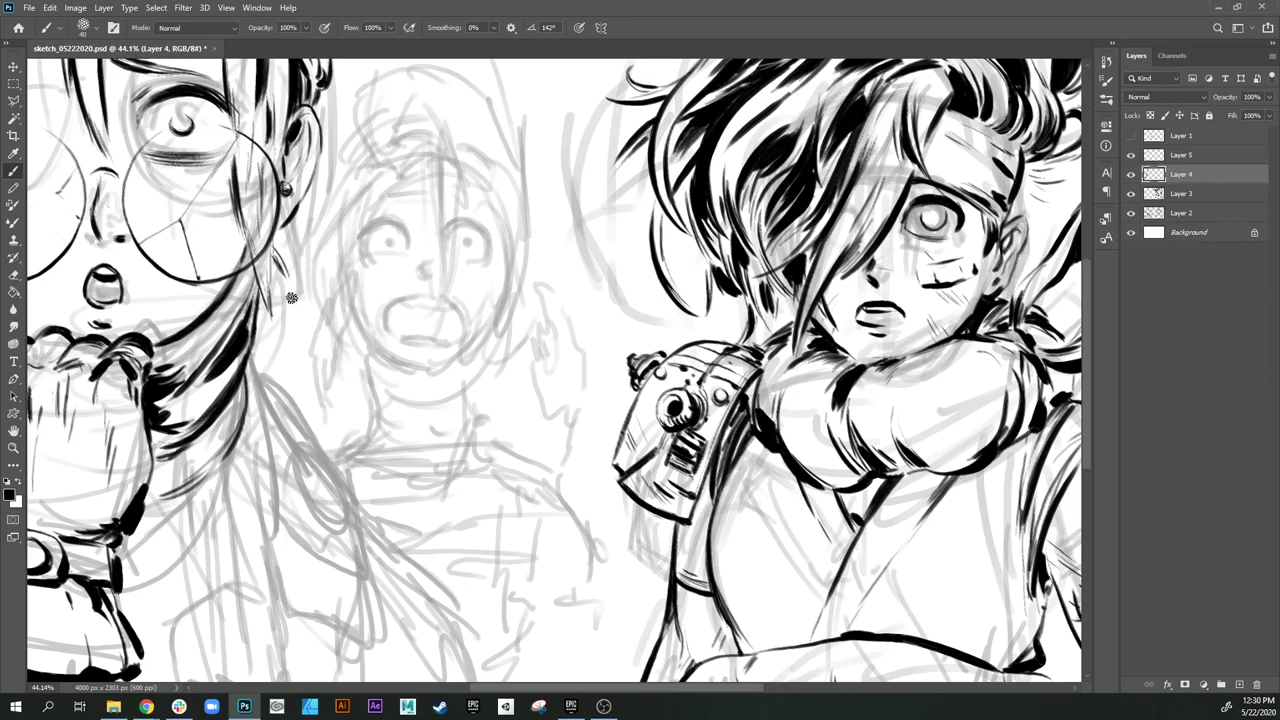 File Edit Image Layer Type Select Filter 3D View Window Help
40 Mode: Normal Opacity: 100% Flow: 100% Smoothing: 0% 142°
sketch_05222020.psd @ 44.1% (Layer 4, RGB/8#) *
Layers Channels
Kind
Normal Opacity: 100%
Lock: Fill: 100%
Layer 1
Layer 5
Layer 4
Layer 3
Layer 2
Background
44.14% 4000 px x 2303 px (600 ppi)
12:30 PM
5/22/2020